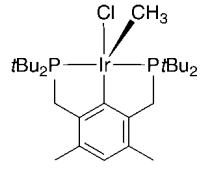 Cl CH₃
tBu₂P Ir PtBu₂